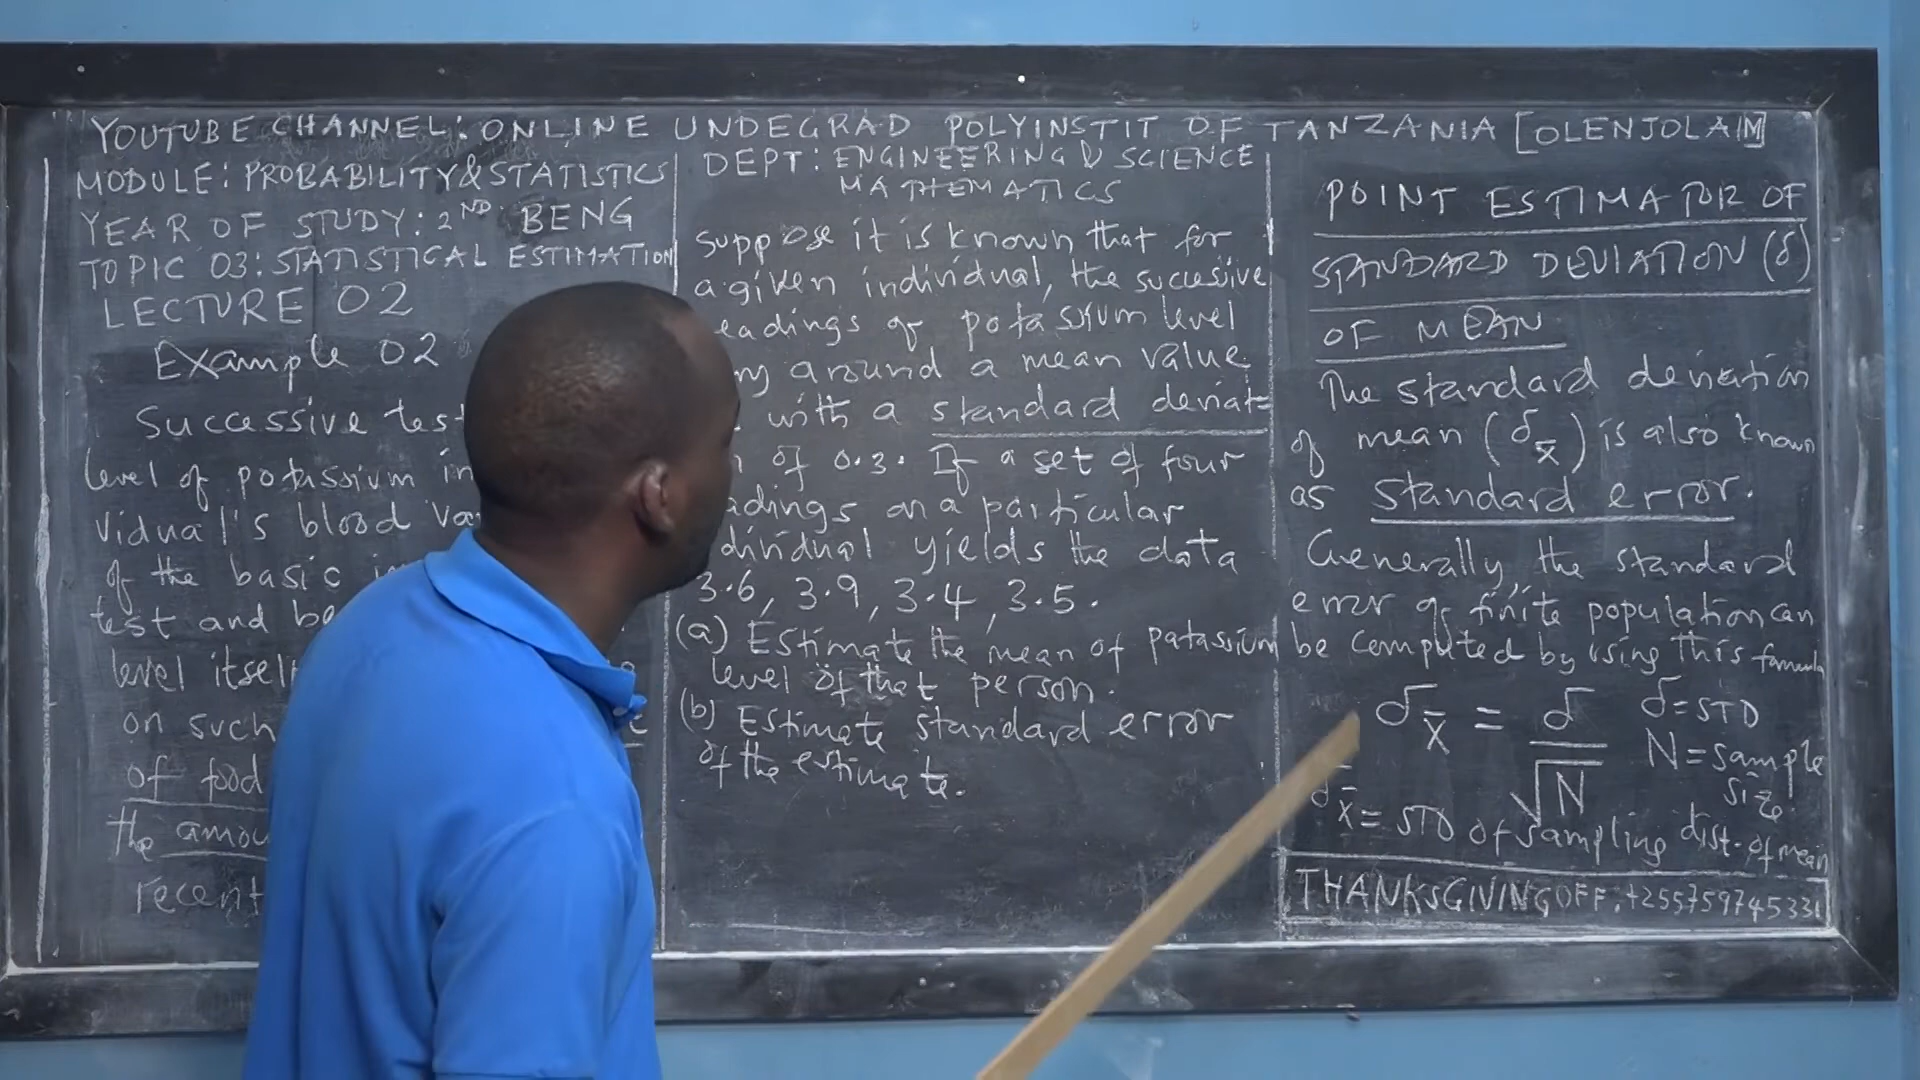 YOUTUBE CHANNEL: ONLINE UNDEGRAD POLYINSTIT OF TANZANIA [OLENJOLAIM]
MODULE: PROBABILITY & STATISTICS
YEAR OF STUDY: 2ND BENG
TOPIC 03: STATISTICAL ESTIMATION
LECTURE 02
Example 02
Successive test
level of potassium in
vidual's blood va
of the basic
test and be
level itself
on such
of food
the amou
recent
DEPT: ENGINEERING & SCIENCE
MATHEMATICS
suppose it is known that for
a given individual, the succesive
eadings of potassium level
y around a mean value
with a standard deviat-
n of 0.3. If a set of four
adings on a particular
dividual yields the data
3.6, 3.9, 3.4, 3.5.
(a) Estimate the mean of patassium
level of that person.
(b) Estimate standard error
of the estimate.
POINT ESTIMATOR OF
STANDARD DEVIATION (δ)
OF MEAN
The standard deviation
of mean (δx̄) is also known
as standard error.
Generally, the standard
error of finite population can
be computed by using this formula
δx̄ = δ/√N δ = STD
N = sample
size
δx̄ = STD of sampling dist. of mean
THANKSGIVING OFF: +255759745331